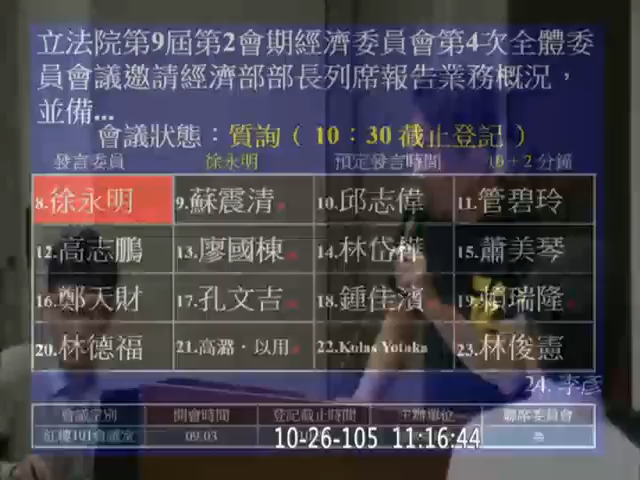 立法院第9屆第2會期經濟委員會第4次全體委
員會議邀請經濟部部長列席報告業務概況，
並備...
會議狀態：質詢（10：30截止登記）
發言委員 徐永明 預定發言時間 10+2 分鐘
8.徐永明 9.蘇震清 10.邱志偉 11.管碧玲
12.高志鵬 13.廖國棟 14.林岱樺 15.蕭美琴
16.鄭天財 17.孔文吉 18.鍾佳濱 19.賴瑞隆
20.林德福 21.高潞．以用 22.Kolas Yotaka 23.林俊憲
24.李彥
會議室別 開會時間 登記截止時間 主辦單位 聯席委員會
紅樓101會議室 09:03
10-26-105 11:16:44